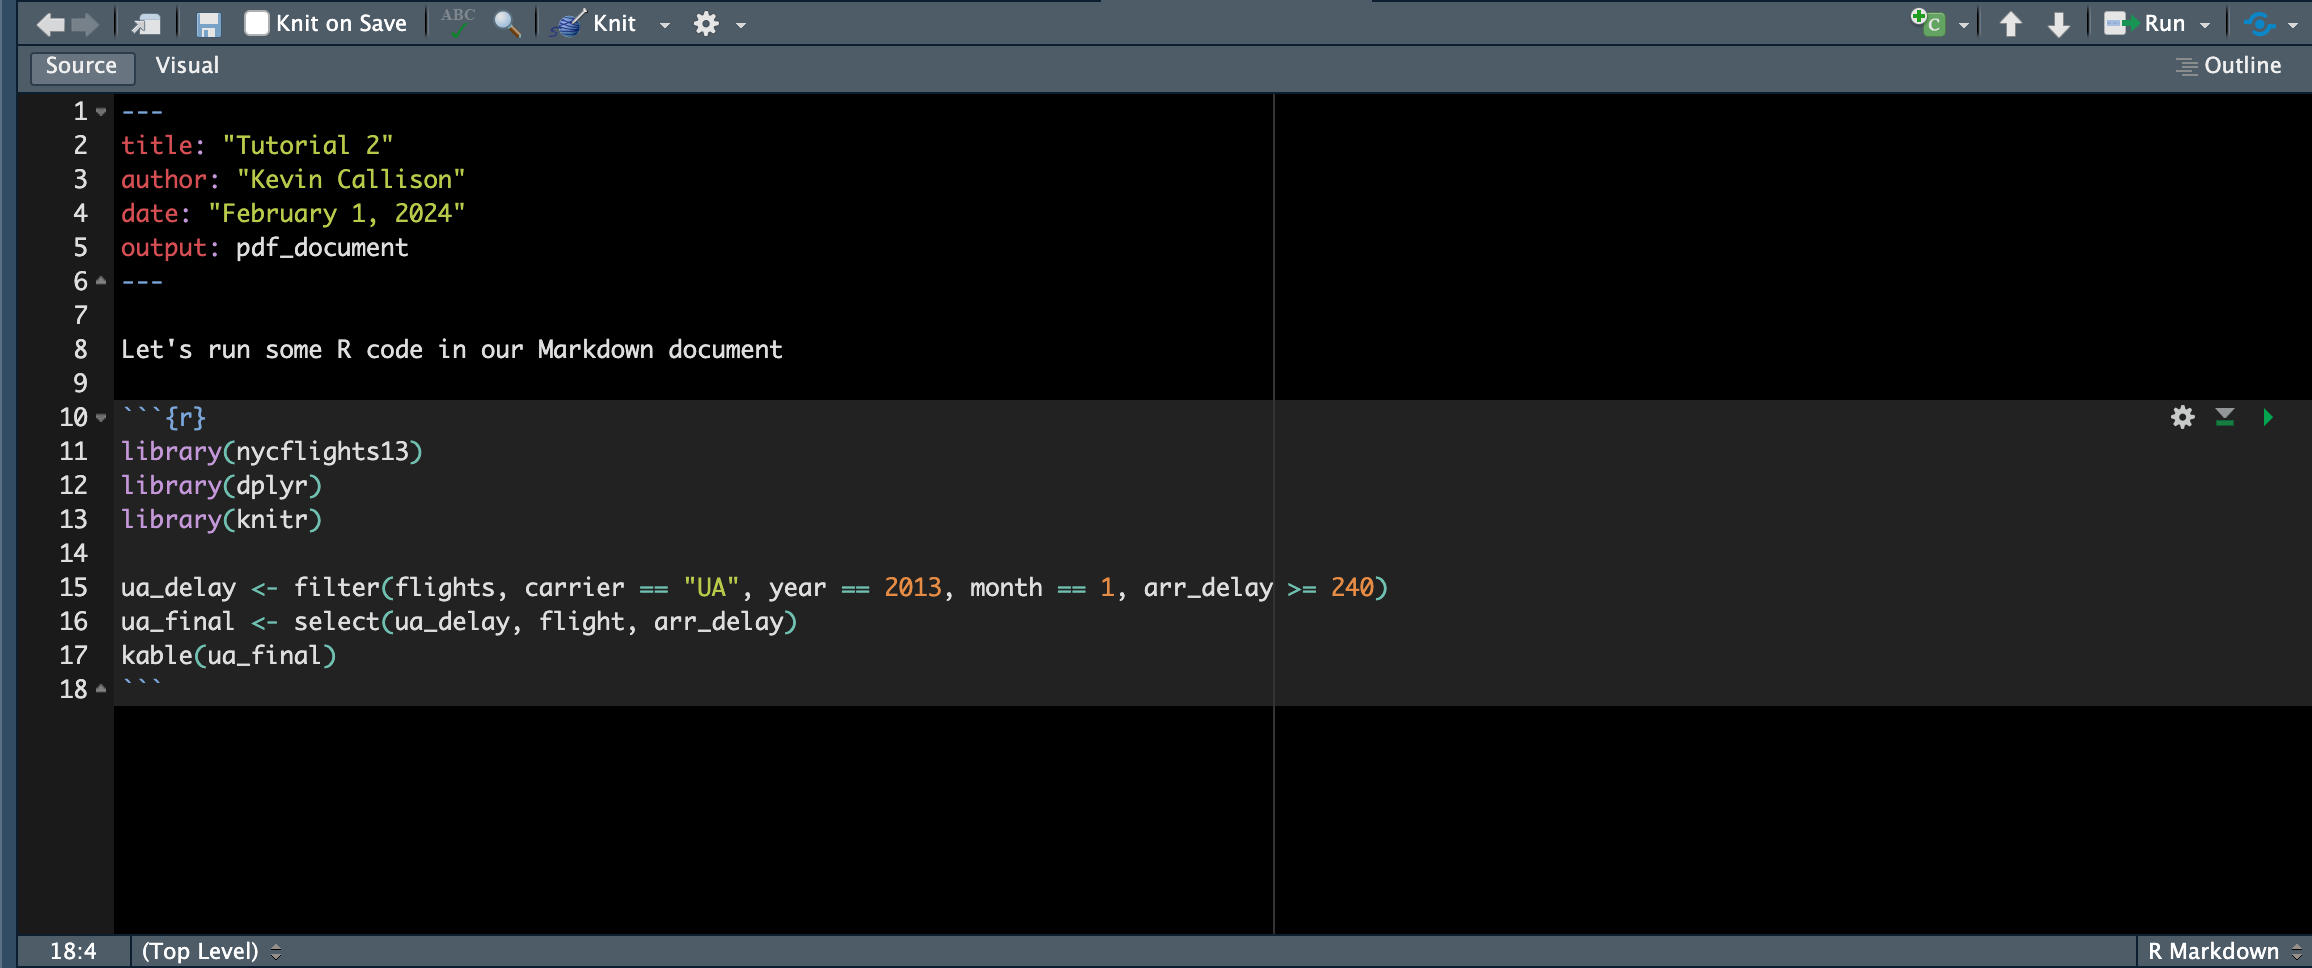 Knit on Save ABC Knit C Run
Source Visual Outline
1 ---
2 title: "Tutorial 2"
3 author: "Kevin Callison"
4 date: "February 1, 2024"
5 output: pdf_document
6 ---
7
8 Let's run some R code in our Markdown document
9
10 ```{r}
11 library(nycflights13)
12 library(dplyr)
13 library(knitr)
14
15 ua_delay <- filter(flights, carrier == "UA", year == 2013, month == 1, arr_delay >= 240)
16 ua_final <- select(ua_delay, flight, arr_delay)
17 kable(ua_final)
18 ```
18:4 (Top Level) R Markdown